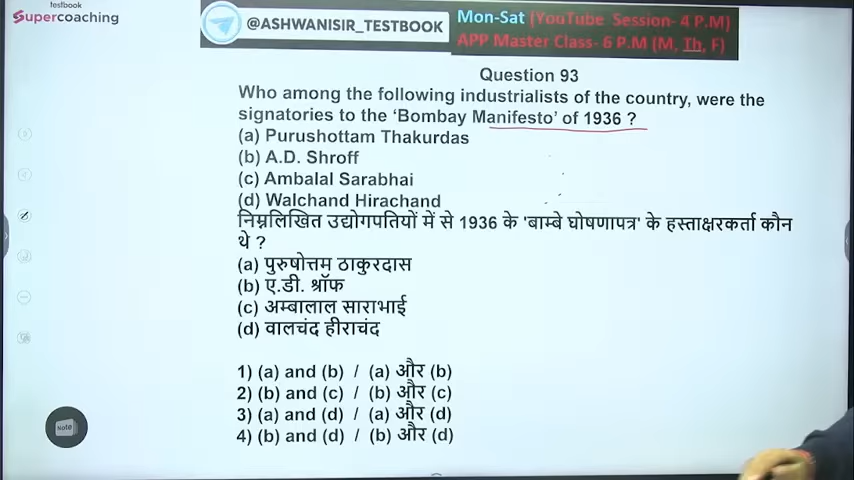 testbook
Supercoaching
@ASHWANISIR_TESTBOOK
Mon-Sat (YouTube Session- 4 P.M)
APP Master Class- 6 P.M (M, Th, F)
Question 93
Who among the following industrialists of the country, were the
signatories to the ‘Bombay Manifesto’ of 1936 ?
(a) Purushottam Thakurdas
(b) A.D. Shroff
(c) Ambalal Sarabhai
(d) Walchand Hirachand
निम्नलिखित उद्योगपतियों में से 1936 के 'बाम्बे घोषणापत्र' के हस्ताक्षरकर्ता कौन
थे ?
(a) पुरुषोत्तम ठाकुरदास
(b) ए.डी. श्रॉफ
(c) अम्बालाल साराभाई
(d) वालचंद हीराचंद
1) (a) and (b) / (a) और (b)
2) (b) and (c) / (b) और (c)
3) (a) and (d) / (a) और (d)
4) (b) and (d) / (b) और (d)
Note